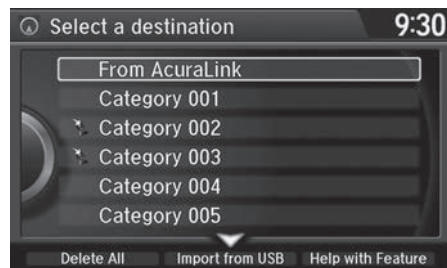 Select a destination 9:30
From AcuraLink
Category 001
Category 002
Category 003
Category 004
Category 005
Delete All Import from USB Help with Feature